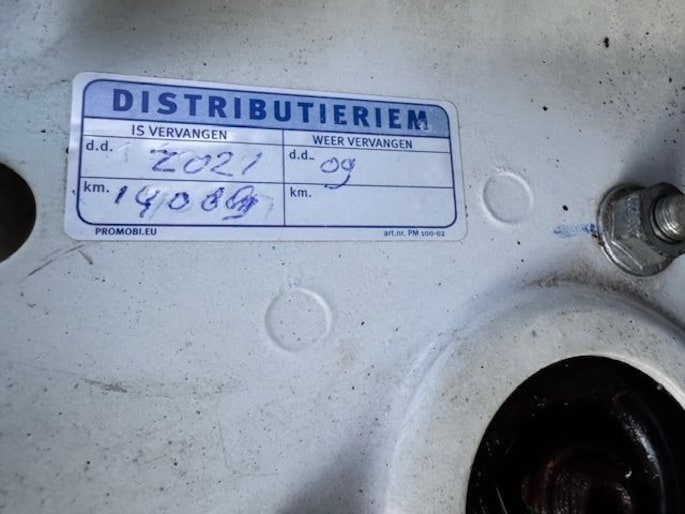 DISTRIBUTIERIEM
IS VERVANGEN
WEER VERVANGEN
d.d. 2021
d.d. 09
km.
km.
PROMOBI.EU
art.nr. PM 100-02